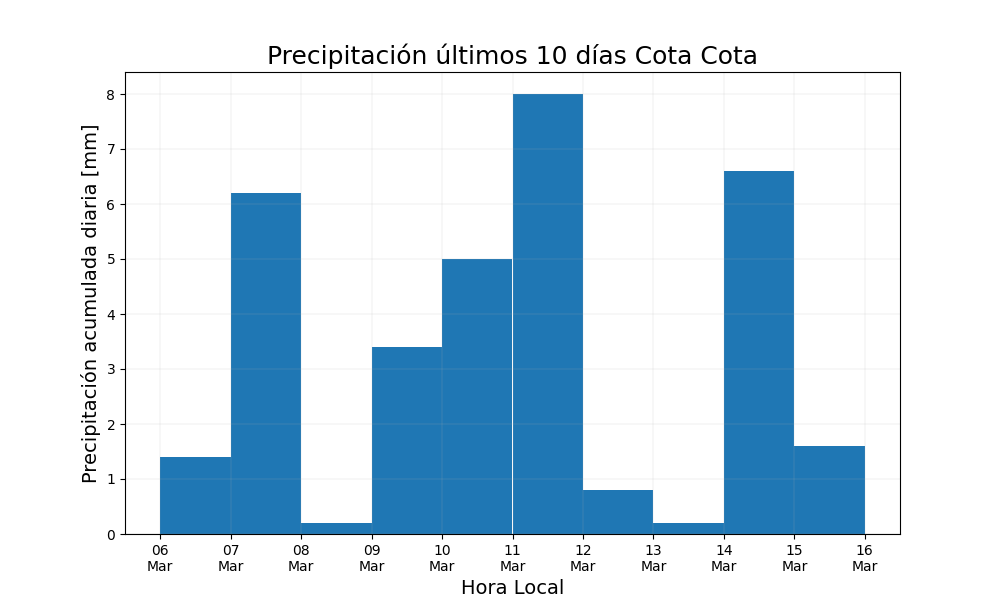 Precipitación últimos 10 días Cota Cota
Precipitación acumulada diaria [mm]
8
7
6
5
4
3
2
1
0
06 07 08 09 10 11 12 13 14 15 16
Mar Mar Mar Mar Mar Mar Mar Mar Mar Mar Mar
Hora Local